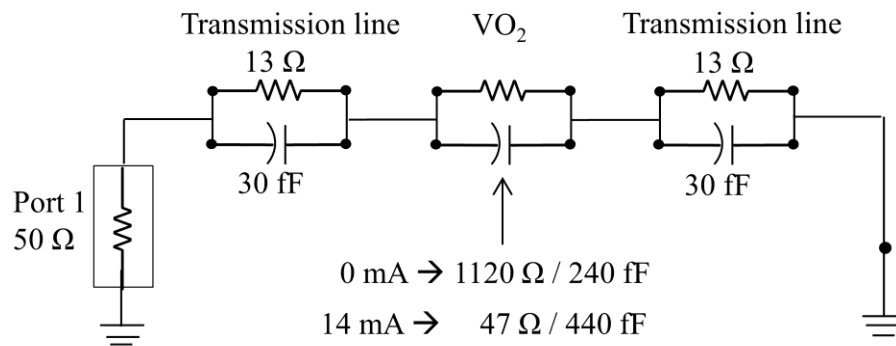 Transmission line
VO₂
Transmission line
13 Ω
13 Ω
30 fF
30 fF
Port 1
50 Ω
0 mA → 1120 Ω / 240 fF
14 mA → 47 Ω / 440 fF